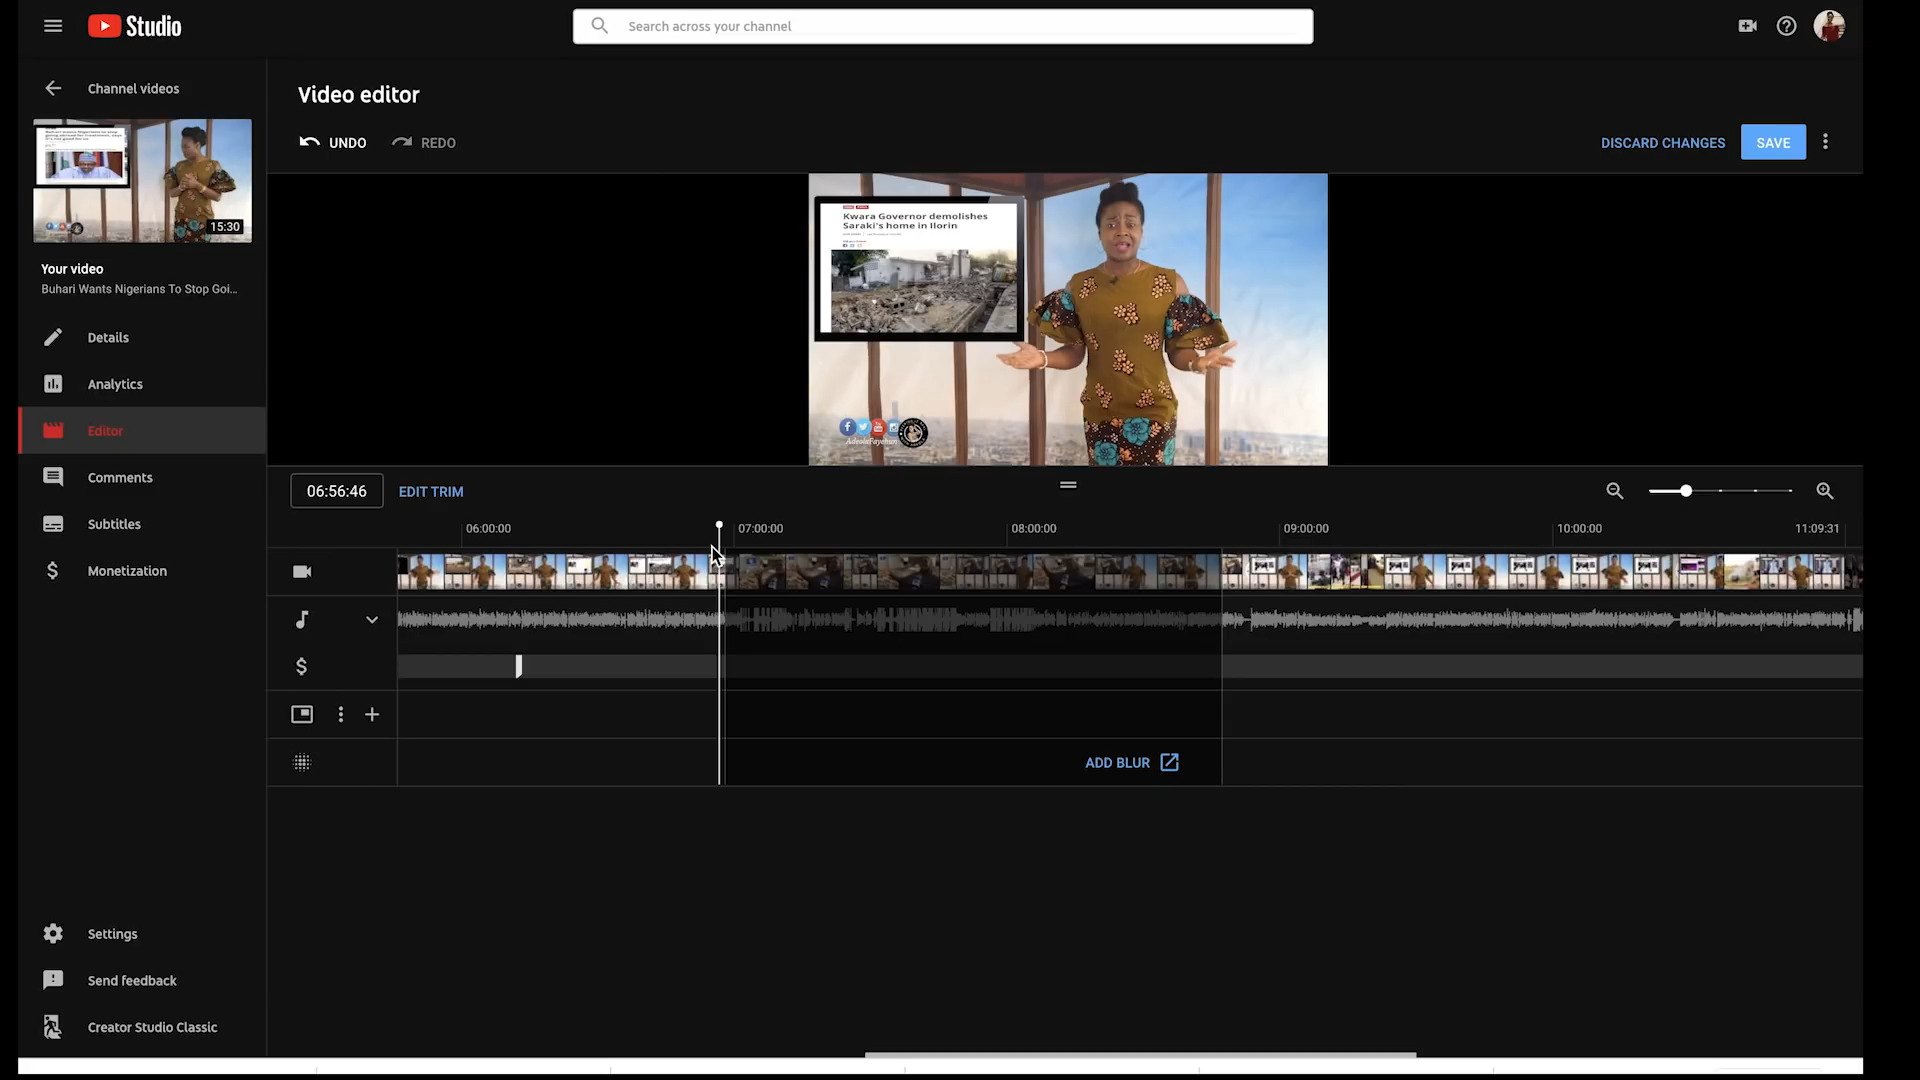 Studio
Search across your channel
Channel videos
15:30
Your video
Buhari Wants Nigerians To Stop Goi...
Details
Analytics
Editor
Comments
Subtitles
Monetization
Settings
Send feedback
Creator Studio Classic
Video editor
UNDO
REDO
DISCARD CHANGES
SAVE
Kwara Governor demolishes
Saraki's home in Ilorin
AdeolaFayehun
06:56:46
EDIT TRIM
06:00:00
07:00:00
08:00:00
09:00:00
10:00:00
11:09:31
ADD BLUR